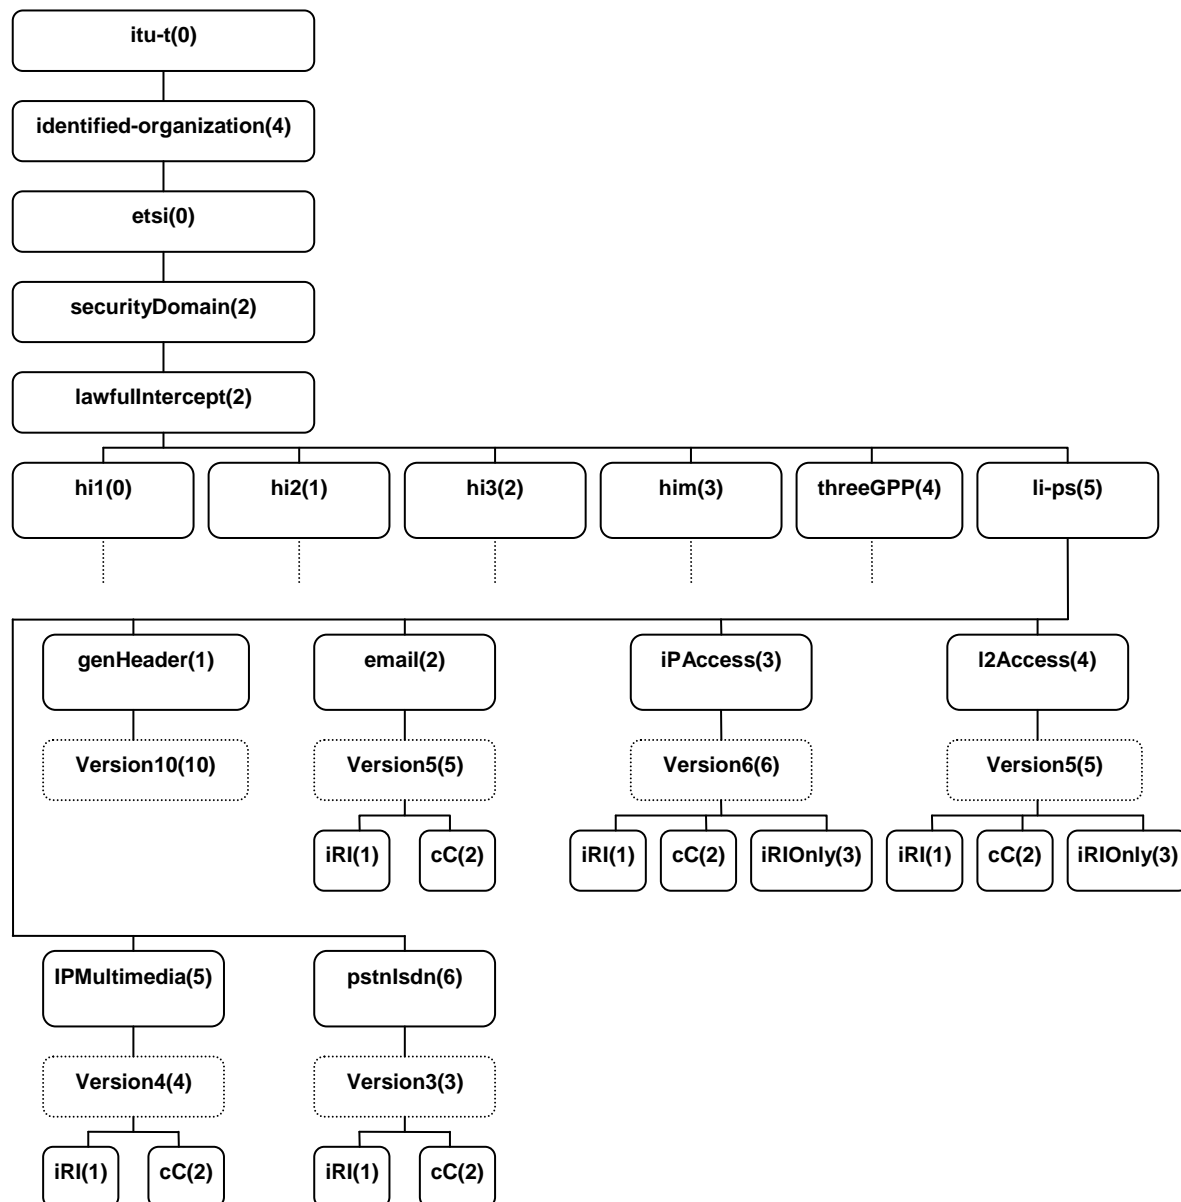 itu-t(0)
identified-organization(4)
etsi(0)
securityDomain(2)
lawfulIntercept(2)
hi1(0) hi2(1) hi3(2) him(3) threeGPP(4) li-ps(5)
genHeader(1) email(2) iPAccess(3) l2Access(4)
Version10(10) Version5(5) Version6(6) Version5(5)
iRI(1) cC(2) iRI(1) cC(2) iRIOnly(3) iRI(1) cC(2) iRIOnly(3)
IPMultimedia(5) pstnIsdn(6)
Version4(4) Version3(3)
iRI(1) cC(2) iRI(1) cC(2)